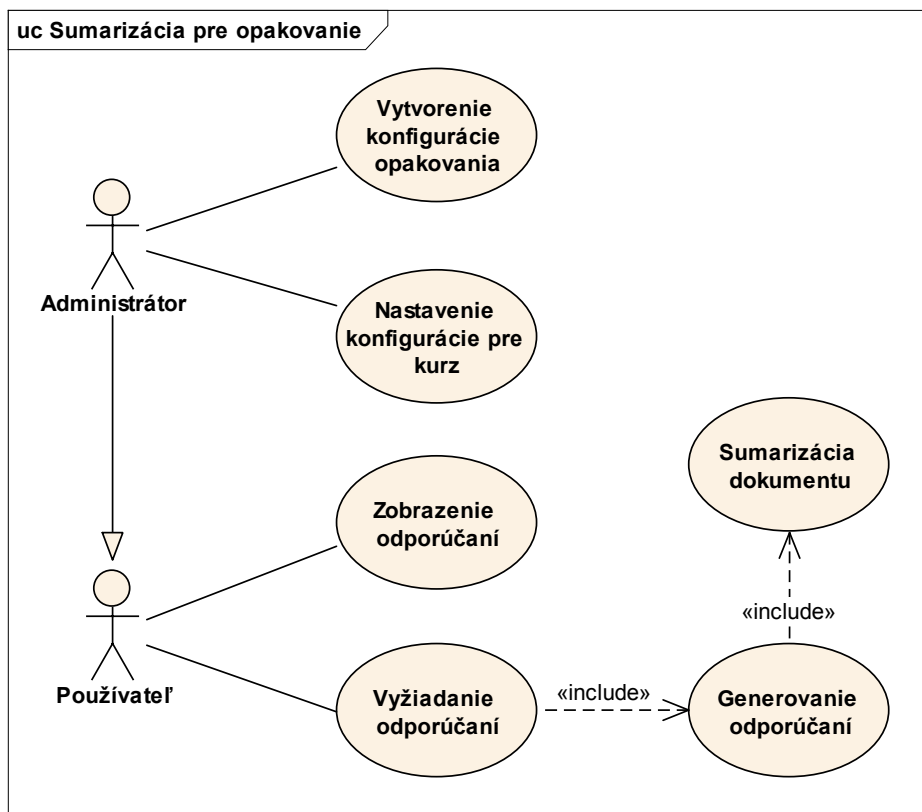 uc Sumarizácia pre opakovanie
Vytvorenie
konfigurácie
opakovania
Administrátor
Nastavenie
konfigurácie pre
kurz
Sumarizácia
dokumentu
Zobrazenie
odporúčaní
«include»
Používateľ
Vyžiadanie
odporúčaní
«include»
Generovanie
odporúčaní